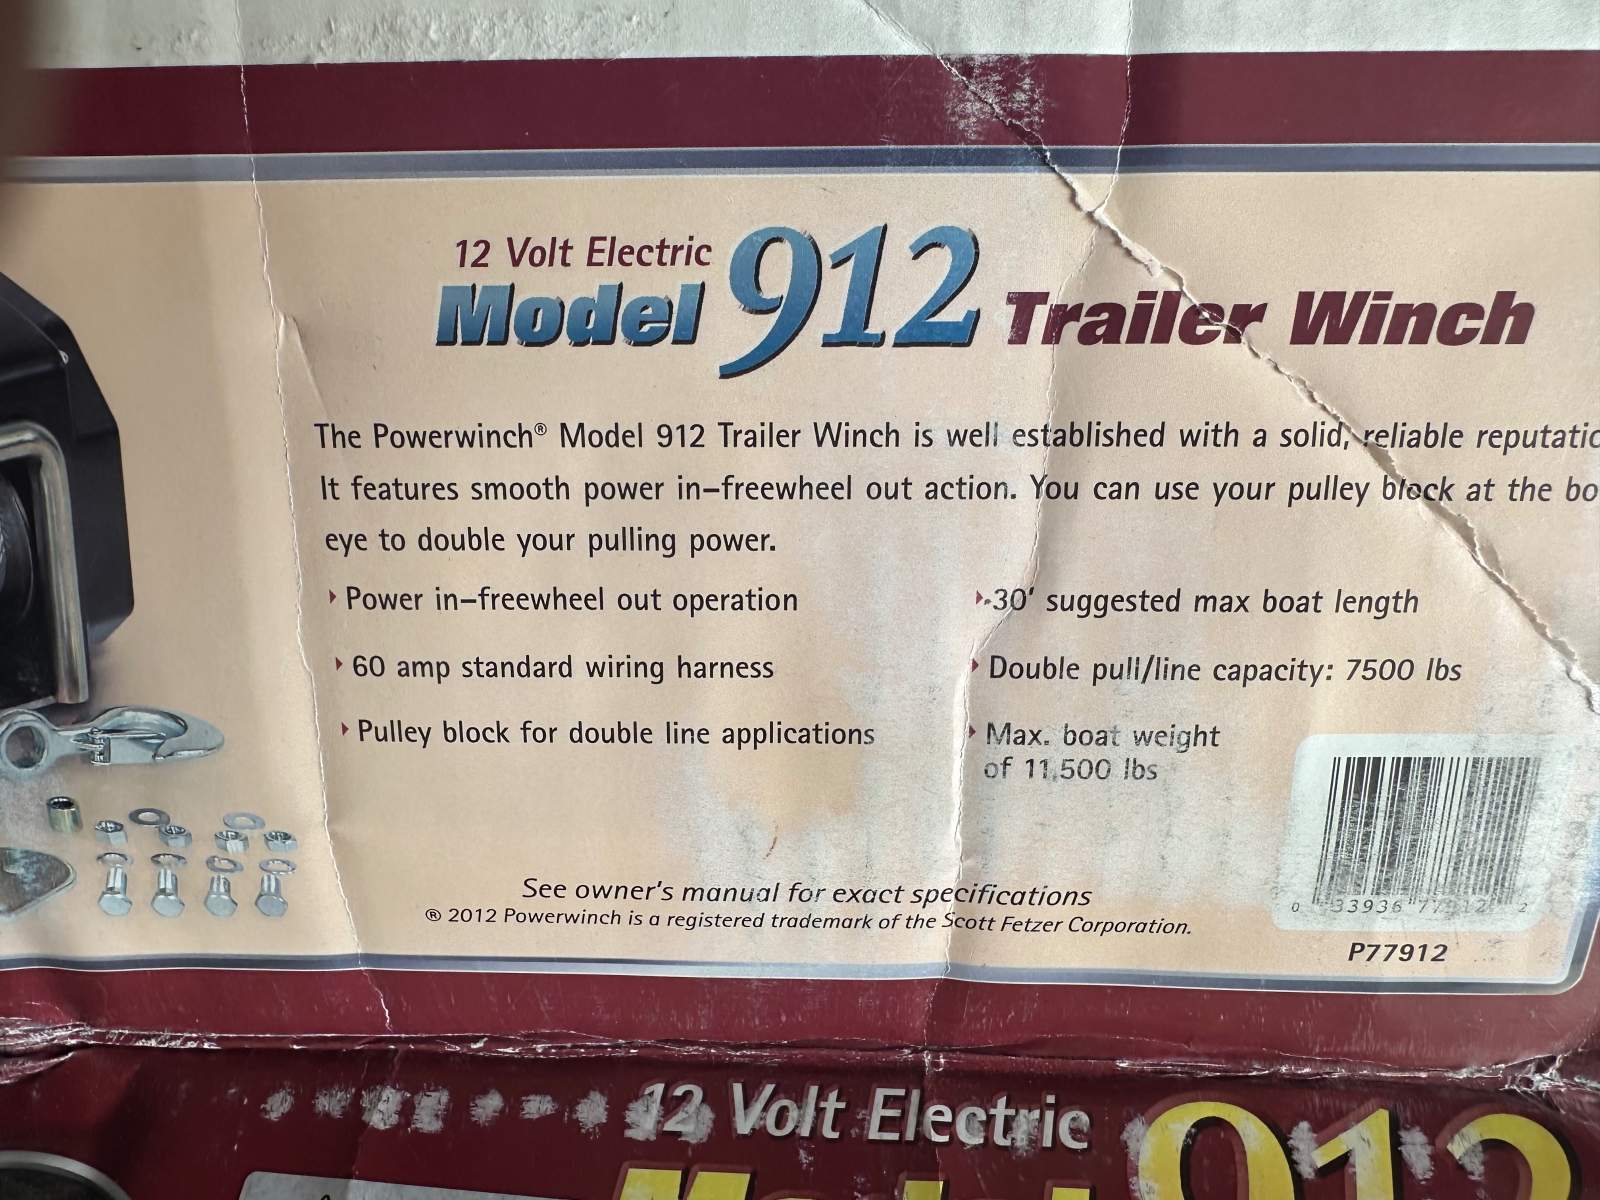 12 Volt Electric
Model 912 Trailer Winch
The Powerwinch® Model 912 Trailer Winch is well established with a solid, reliable
It features smooth power in–freewheel out action. You can use your pulley block at the
eye to double your pulling power.
Power in–freewheel out operation
60 amp standard wiring harness
Pulley block for double line applications
30' suggested max boat length
Double pull/line capacity: 7500 lbs
Max. boat weight
of 11,500 lbs
See owner's manual for exact specifications
® 2012 Powerwinch is a registered trademark of the Scott Fetzer Corporation.
0 33936 77912 2
P77912
12 Volt Electric
912